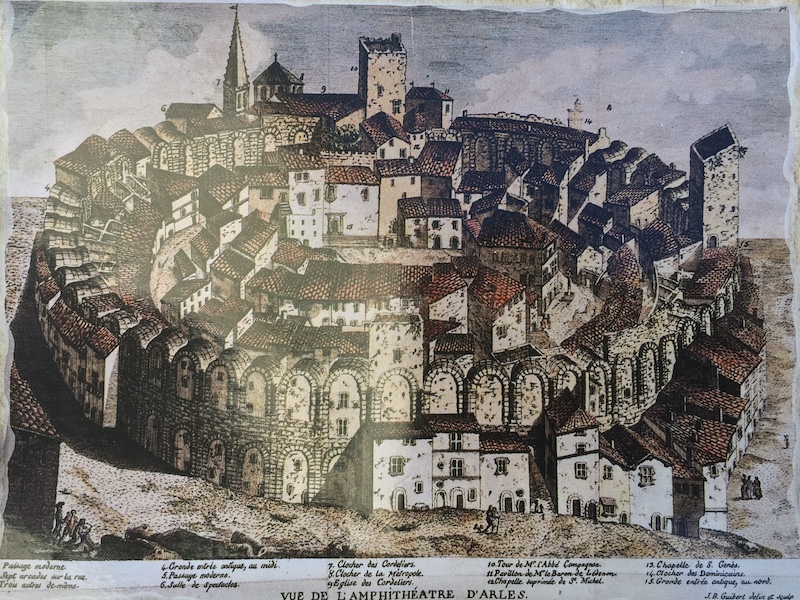 Passage moderne. 4. Grande entrée antique, au midi. 7. Clocher des Cordeliers. 10 Tour de Mr. l'Abbé Compagnon. 13. Chapelle de S. Genès.
Sept arcades sur la rue. 5. Passage moderne. 8. Clocher de la Métropole. 11 Pavillon de Mr le Baron de 14. Clocher des Dominicains.
Trois autres de même. 6. Salle de Spectacles. 9 Eglise des Cordeliers. 12 Chapelle suprimée de St. Michel. 15. Grande entrée antique, au nord.
VUE DE L'AMPHITHÉATRE D'ARLES.
J. B. Guibert delin et sculp